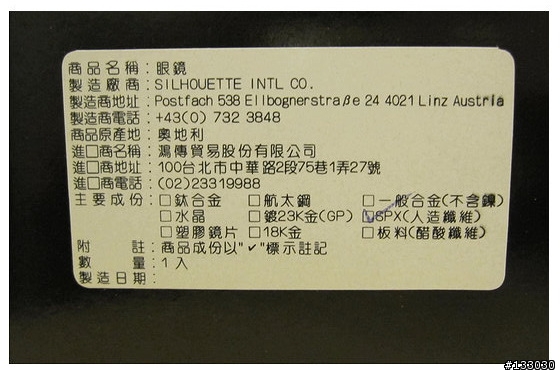 商品名稱：眼鏡
製造廠商：SILHOUETTE INTL CO.
製造商地址：Postfach 538 Ellbognerstraße 24 4021 Linz Austria
製造商電話：+43(0) 732 3848
商品原產地：奧地利
進□商名稱：鴻傳貿易股份有限公司
進□商地址：100台北市中華路2段75巷1弄27號
進□商電話：(02)23319988
主要成份：□鈦合金 □航太鋼 □一般合金(不含鎳)
□水晶 □鍍23K金(GP) □SPX(人造纖維)
□塑膠鏡片 □18K金 □板料(醋酸纖維)
附註：商品成份以"✔"標示註記
數量：1入
製造日期：
#133030